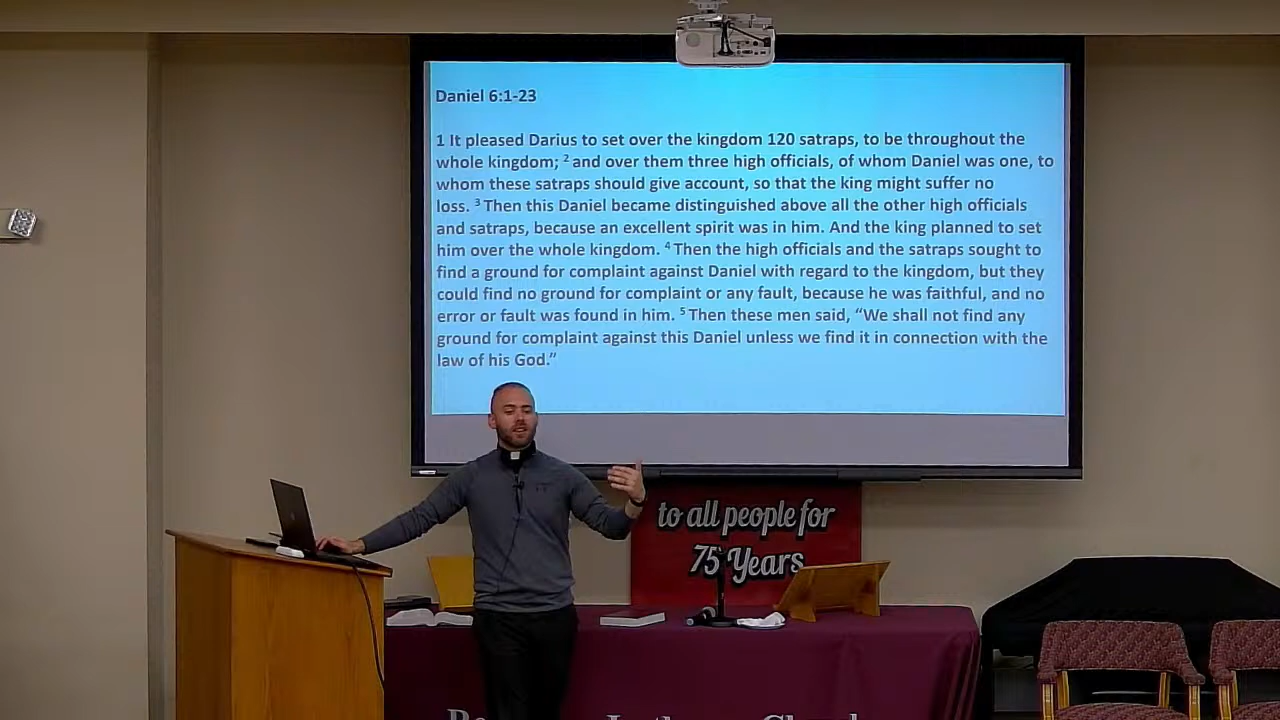 Daniel 6:1-23
1 It pleased Darius to set over the kingdom 120 satraps, to be throughout the
whole kingdom; 2 and over them three high officials, of whom Daniel was one, to
whom these satraps should give account, so that the king might suffer no
loss. 3 Then this Daniel became distinguished above all the other high officials
and satraps, because an excellent spirit was in him. And the king planned to set
him over the whole kingdom. 4 Then the high officials and the satraps sought to
find a ground for complaint against Daniel with regard to the kingdom, but they
could find no ground for complaint or any fault, because he was faithful, and no
error or fault was found in him. 5 Then these men said, “We shall not find any
ground for complaint against this Daniel unless we find it in connection with the
law of his God.”
to all people for
75 Years